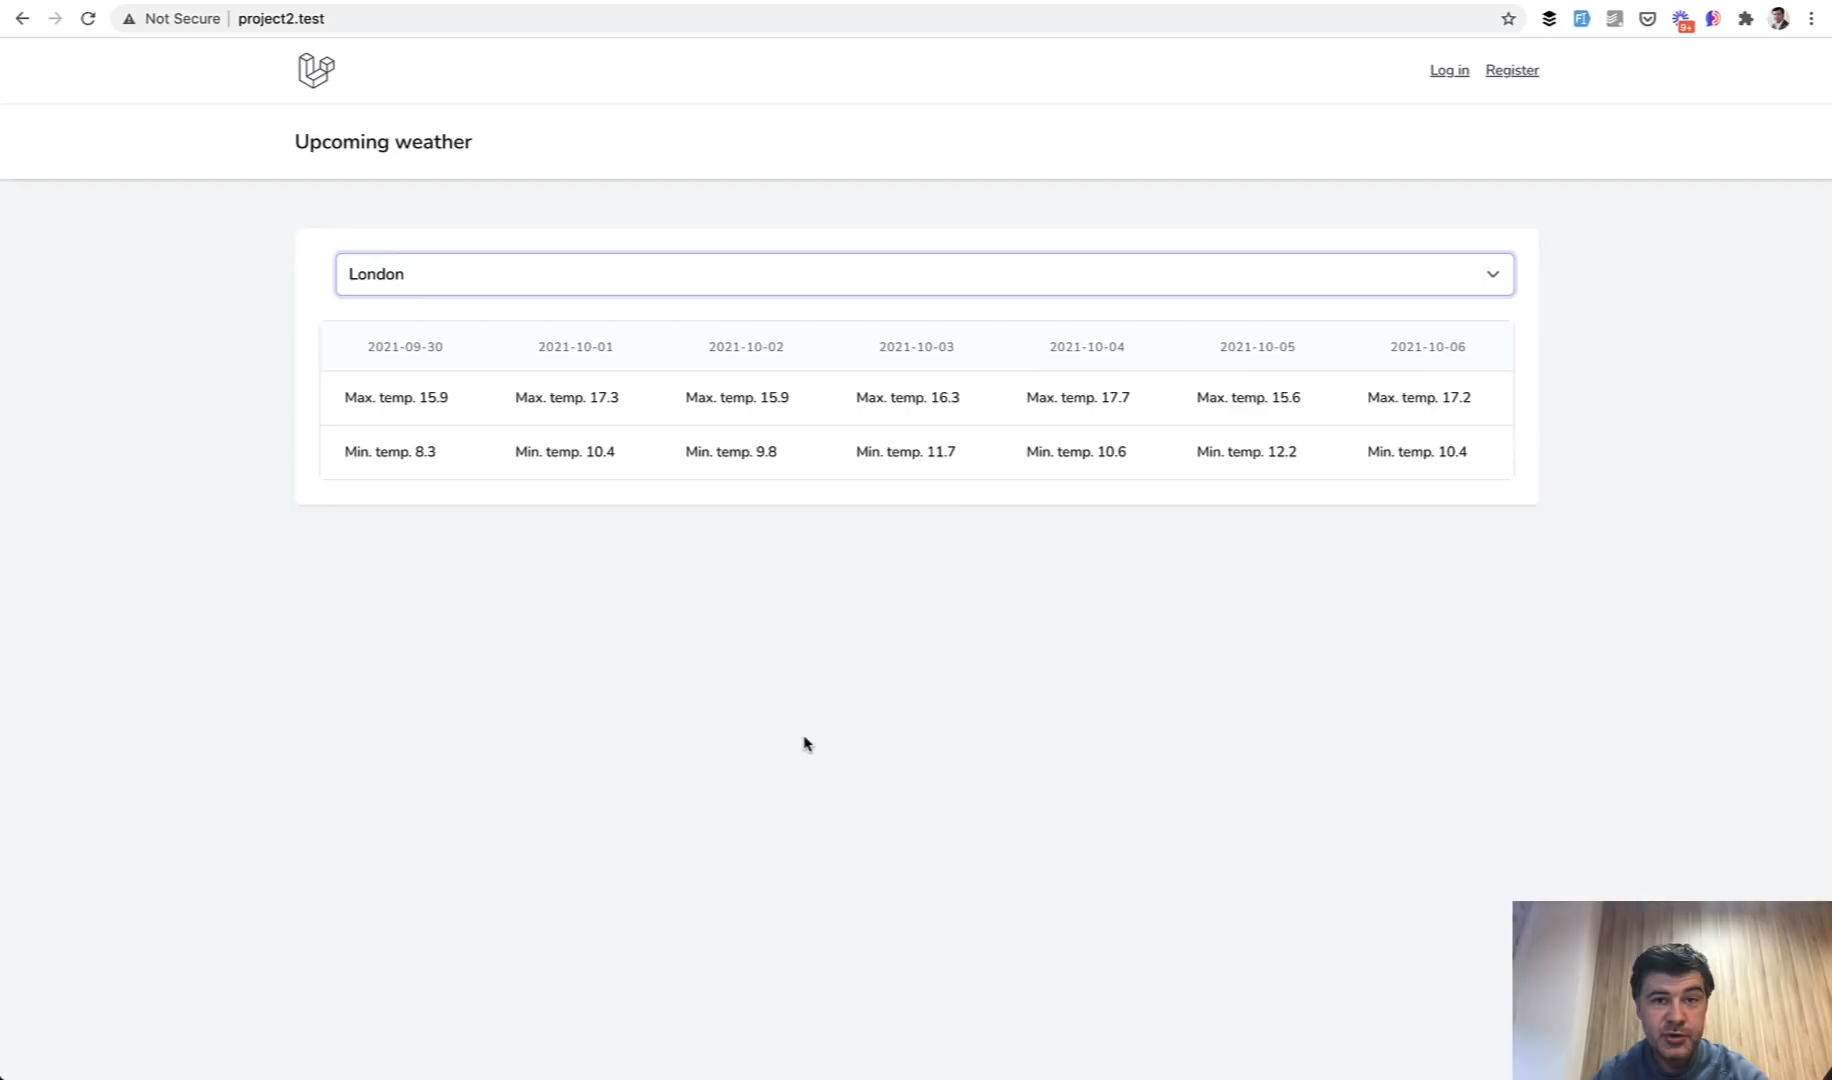 Not Secure project2.test
9+
Log in Register
Upcoming weather
London
2021-09-30 2021-10-01 2021-10-02 2021-10-03 2021-10-04 2021-10-05 2021-10-06
Max. temp. 15.9 Max. temp. 17.3 Max. temp. 15.9 Max. temp. 16.3 Max. temp. 17.7 Max. temp. 15.6 Max. temp. 17.2
Min. temp. 8.3 Min. temp. 10.4 Min. temp. 9.8 Min. temp. 11.7 Min. temp. 10.6 Min. temp. 12.2 Min. temp. 10.4